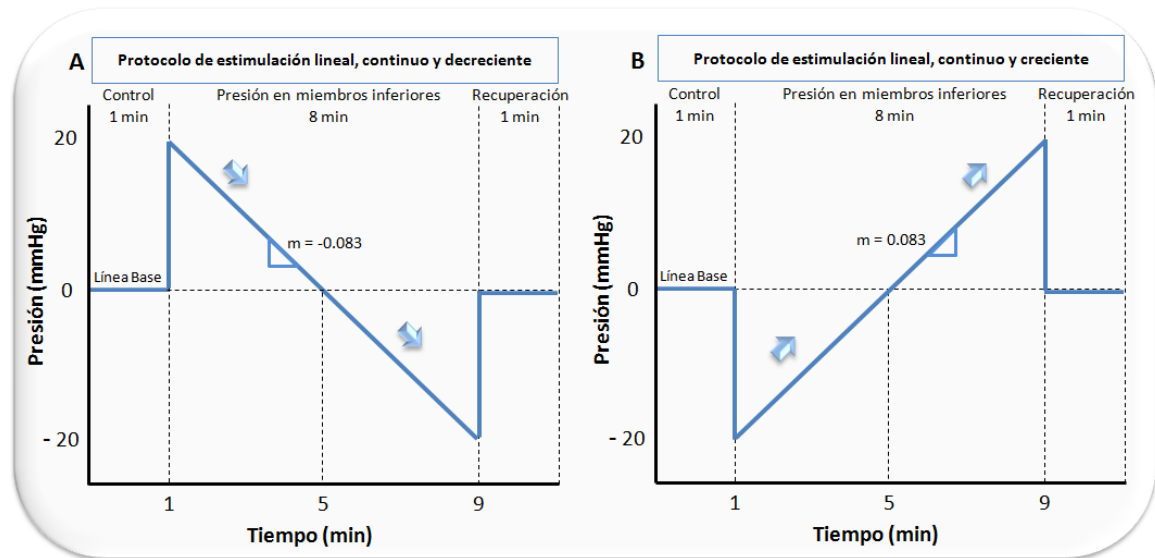 A
Protocolo de estimulación lineal, continuo y decreciente
Control
1 min
Presión en miembros inferiores
8 min
Recuperación
1 min
20
0
- 20
Presión (mmHg)
Línea Base
m = -0.083
1
5
9
Tiempo (min)
B
Protocolo de estimulación lineal, continuo y creciente
Control
1 min
Presión en miembros inferiores
8 min
Recuperación
1 min
20
0
- 20
Presión (mmHg)
Línea Base
m = 0.083
1
5
9
Tiempo (min)